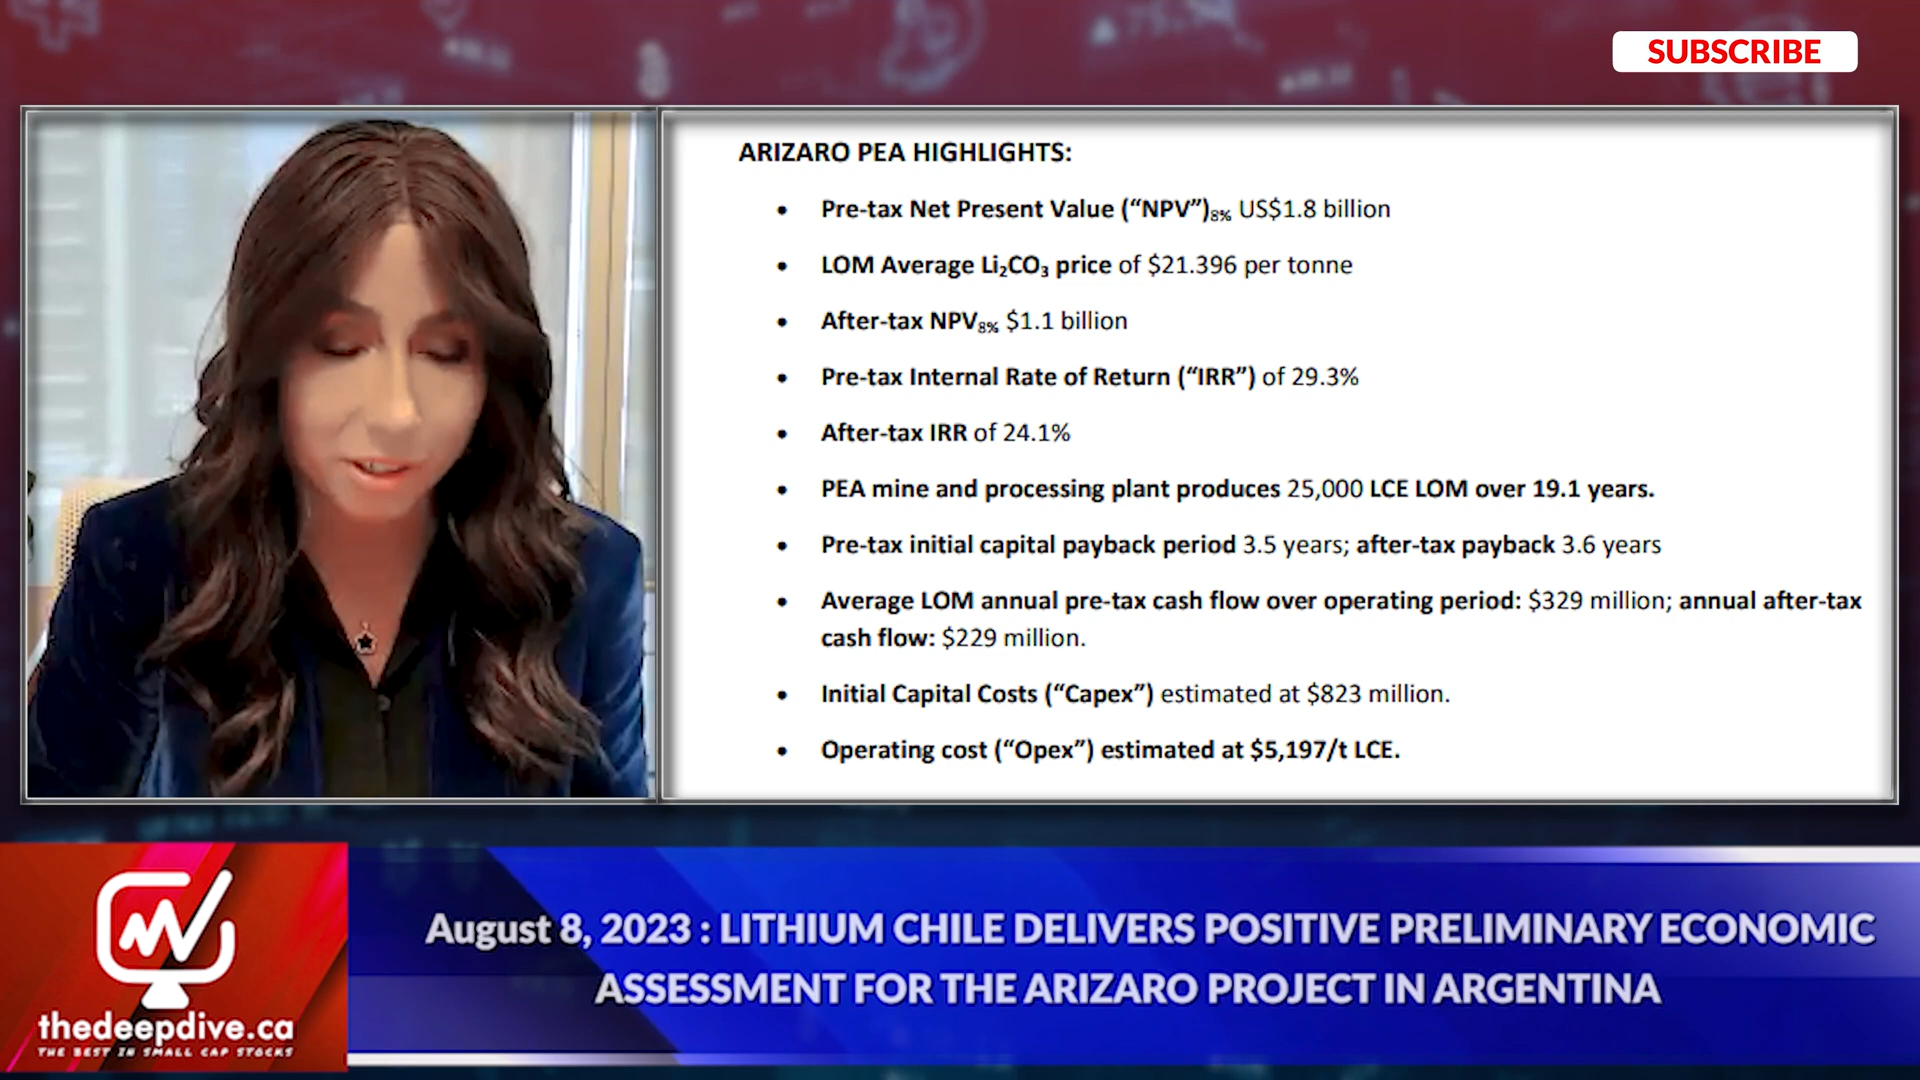 SUBSCRIBE
ARIZARO PEA HIGHLIGHTS:
• Pre-tax Net Present Value (“NPV”)8% US$1.8 billion
• LOM Average Li₂CO₃ price of $21.396 per tonne
• After-tax NPV8% $1.1 billion
• Pre-tax Internal Rate of Return (“IRR”) of 29.3%
• After-tax IRR of 24.1%
• PEA mine and processing plant produces 25,000 LCE LOM over 19.1 years.
• Pre-tax initial capital payback period 3.5 years; after-tax payback 3.6 years
• Average LOM annual pre-tax cash flow over operating period: $329 million; annual after-tax
cash flow: $229 million.
• Initial Capital Costs (“Capex”) estimated at $823 million.
• Operating cost (“Opex”) estimated at $5,197/t LCE.
August 8, 2023 : LITHIUM CHILE DELIVERS POSITIVE PRELIMINARY ECONOMIC
ASSESSMENT FOR THE ARIZARO PROJECT IN ARGENTINA
thedeepdive.ca
THE BEST IN SMALL CAP STOCKS